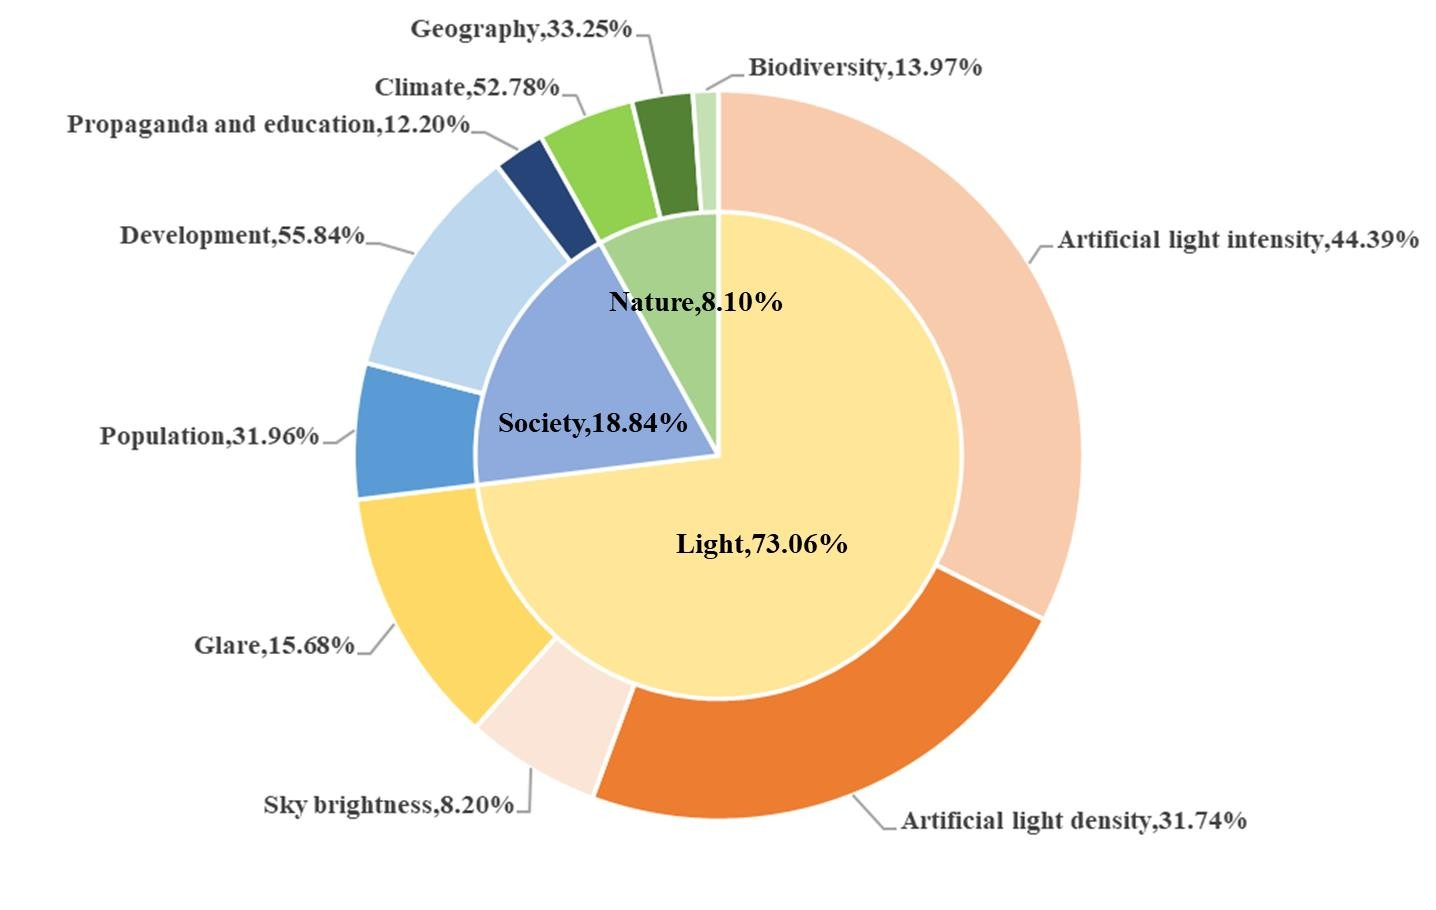 Geography,33.25%
Biodiversity,13.97%
Climate,52.78%
Propaganda and education,12.20%
Development,55.84%
Artificial light intensity,44.39%
Nature,8.10%
Society,18.84%
Population,31.96%
Light,73.06%
Glare,15.68%
Sky brightness,8.20%
Artificial light density,31.74%